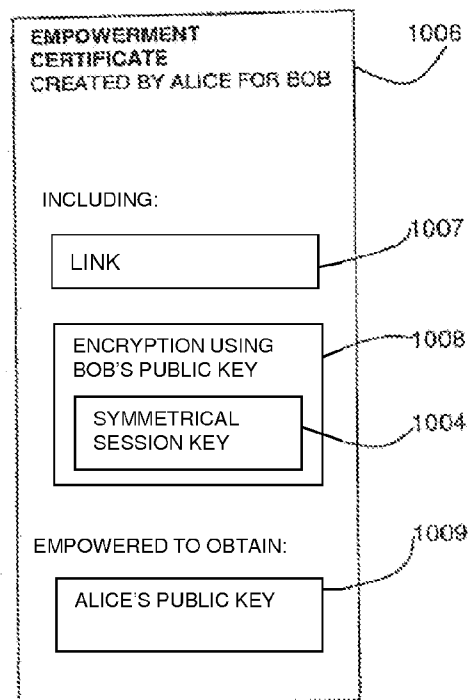 EMPOWERMENT
CERTIFICATE
CREATED BY ALICE FOR BOB
1006
INCLUDING:
1007
LINK
1008
ENCRYPTION USING
BOB'S PUBLIC KEY
SYMMETRICAL
SESSION KEY
1004
EMPOWERED TO OBTAIN:
1009
ALICE'S PUBLIC KEY